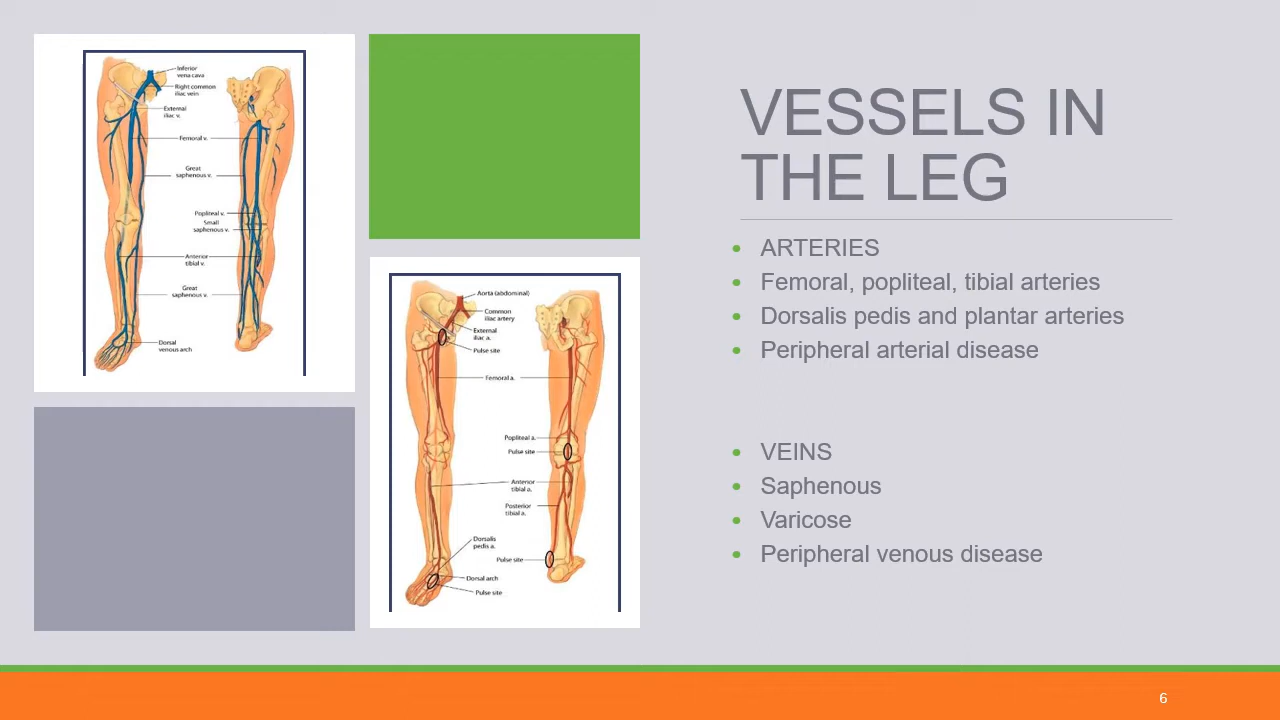 Inferior
vena cava
Right common
iliac vein
External
iliac v.
Femoral v.
Great
saphenous v.
Popliteal v.
Small
saphenous v.
Anterior
tibial v.
Great
saphenous v.
Dorsal
venous arch
Aorta (abdominal)
Common
iliac artery
External
iliac a.
Pulse site
Femoral a.
Popliteal a.
Pulse site
Anterior
tibial a.
Posterior
tibial a.
Dorsalis
pedis a.
Pulse site
Dorsal arch
Pulse site
VESSELS IN
THE LEG
• ARTERIES
• Femoral, popliteal, tibial arteries
• Dorsalis pedis and plantar arteries
• Peripheral arterial disease
• VEINS
• Saphenous
• Varicose
• Peripheral venous disease
6